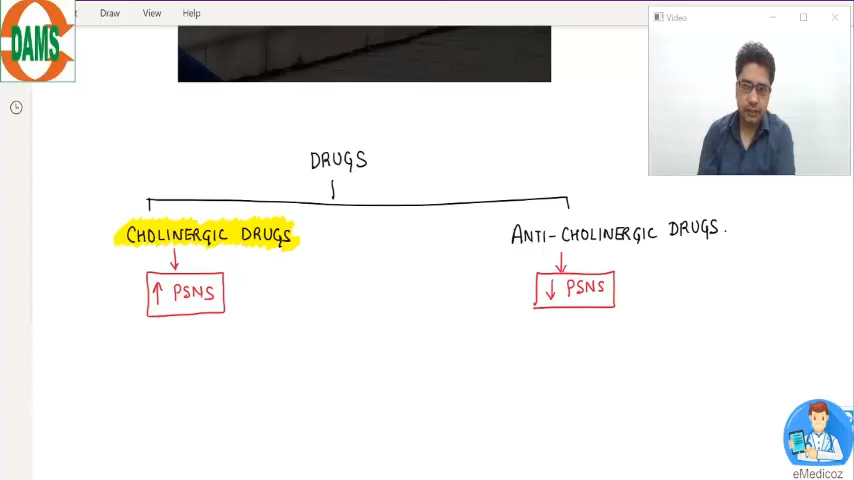 DAMS
Draw View Help
Video
DRUGS
CHOLINERGIC DRUGS
ANTI-CHOLINERGIC DRUGS.
↑ PSNS
↓ PSNS
eMedicoz